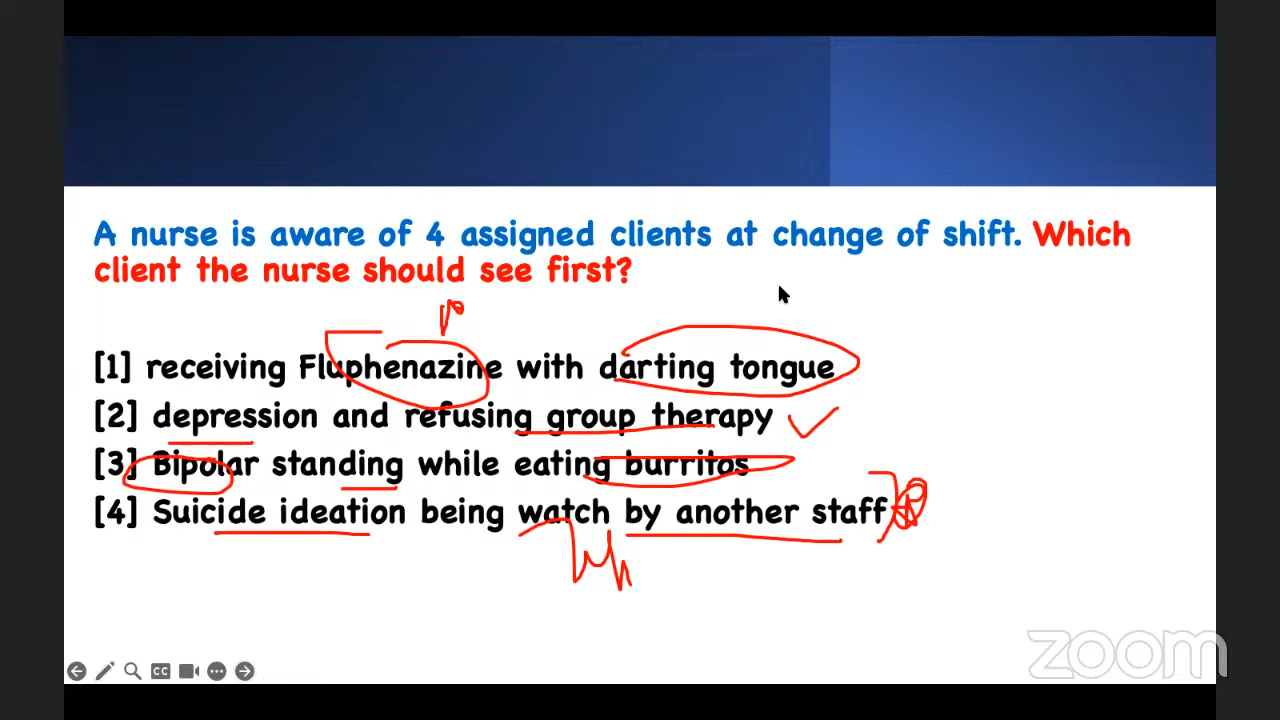 A nurse is aware of 4 assigned clients at change of shift. Which
client the nurse should see first?
[1] receiving Fluphenazine with darting tongue
[2] depression and refusing group therapy
[3] Bipolar standing while eating burritos
[4] Suicide ideation being watch by another staff
CC
zoom